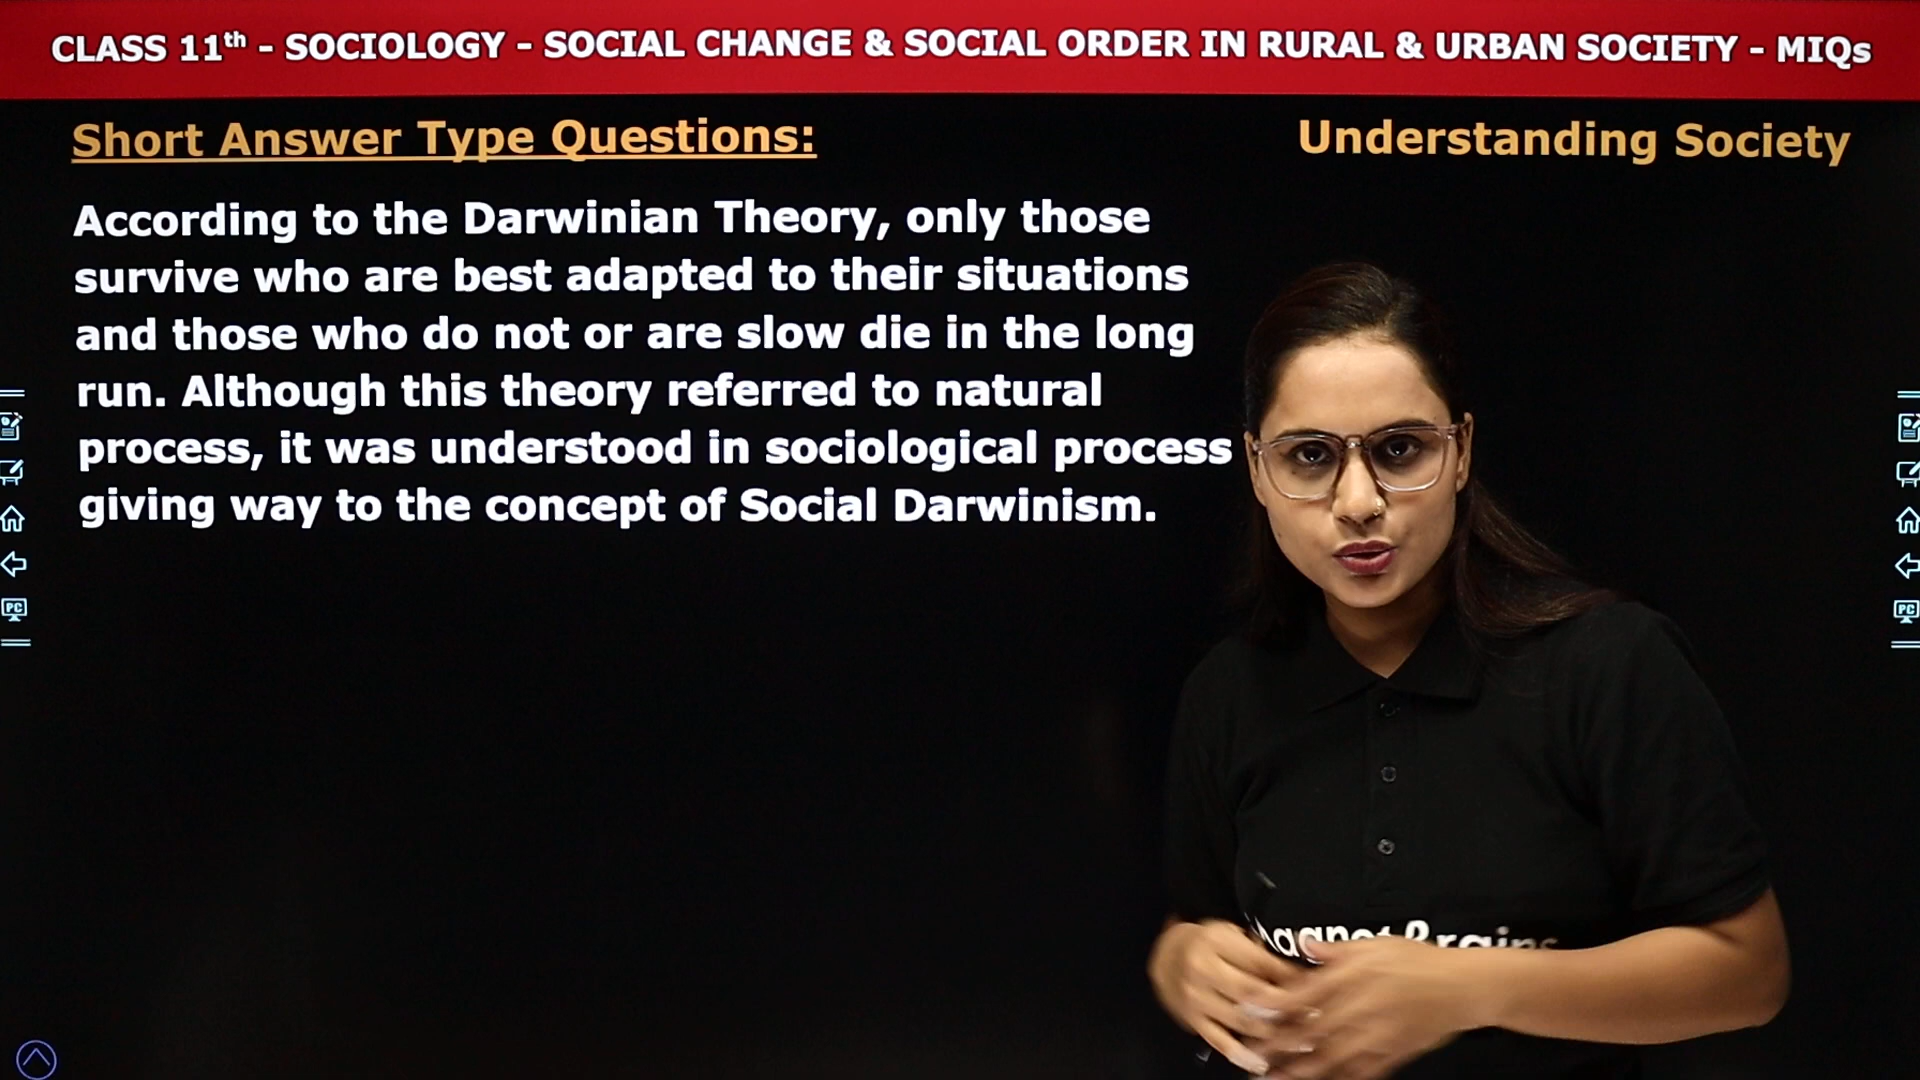 CLASS 11th - SOCIOLOGY - SOCIAL CHANGE & SOCIAL ORDER IN RURAL & URBAN SOCIETY - MIQs
Short Answer Type Questions:
Understanding Society
According to the Darwinian Theory, only those
survive who are best adapted to their situations
and those who do not or are slow die in the long
run. Although this theory referred to natural
process, it was understood in sociological process
giving way to the concept of Social Darwinism.
PC
PC